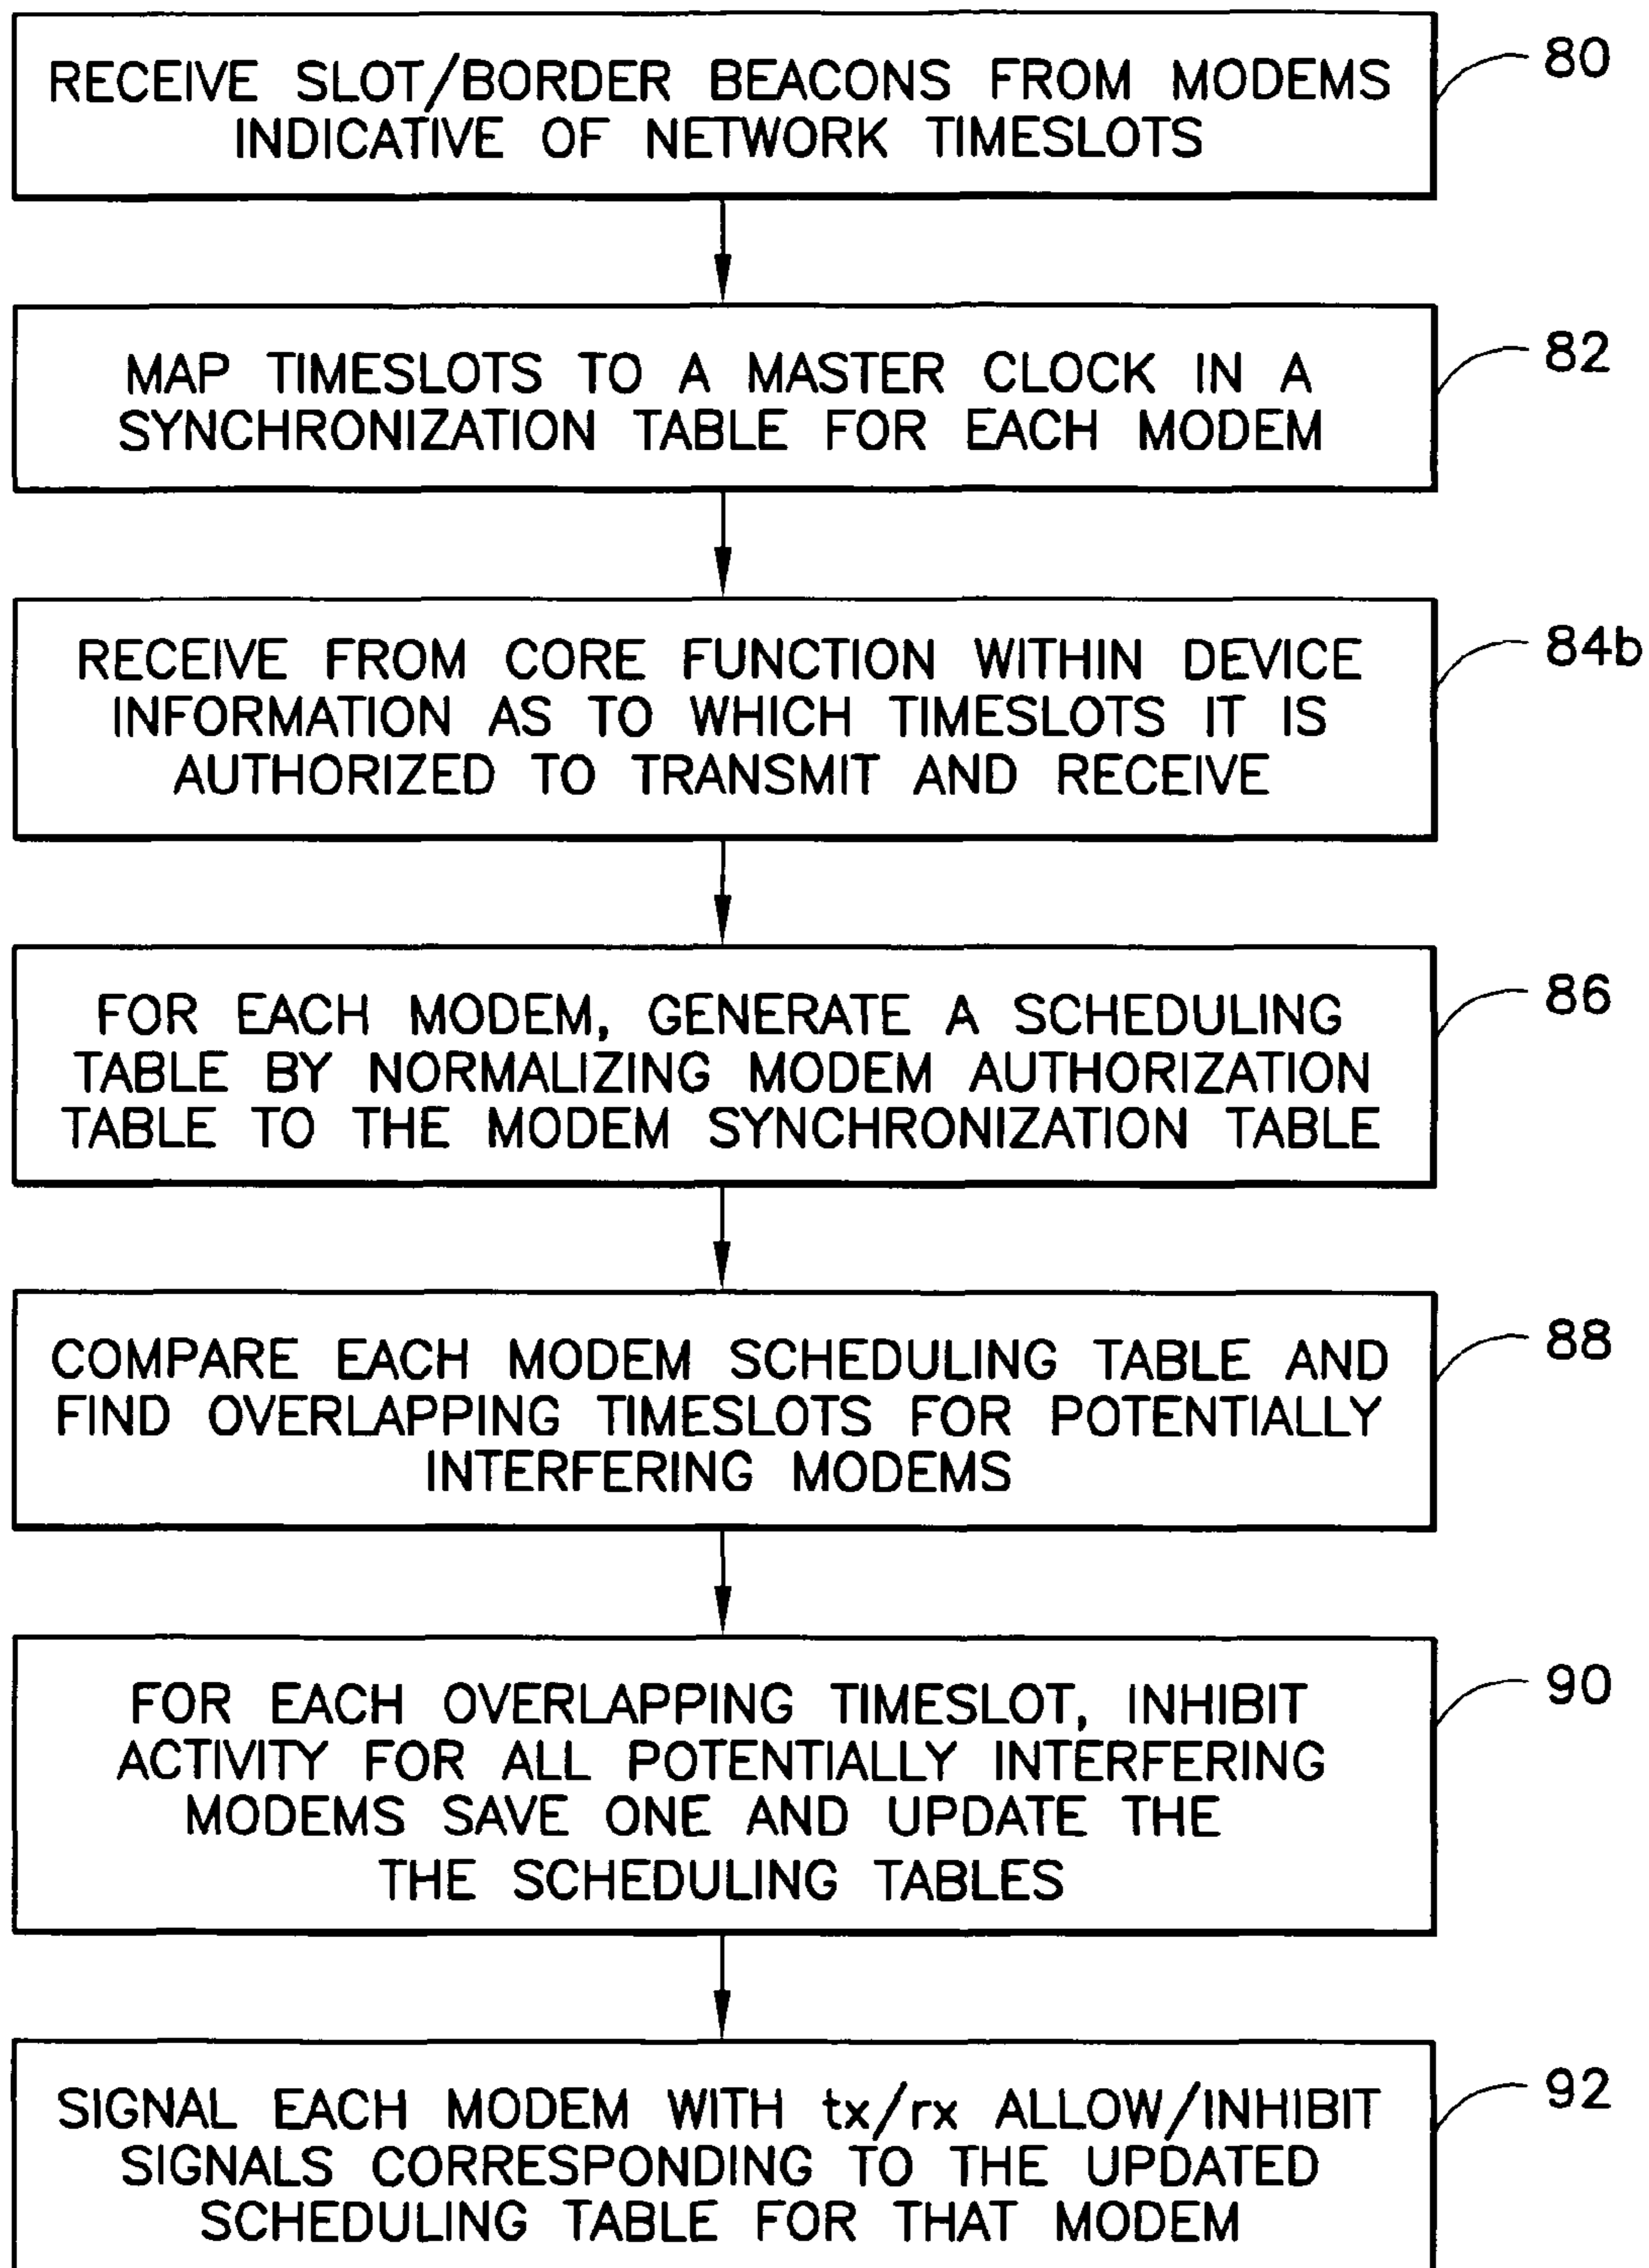 RECEIVE SLOT/BORDER BEACONS FROM MODEMS
INDICATIVE OF NETWORK TIMESLOTS
80
MAP TIMESLOTS TO A MASTER CLOCK IN A
SYNCHRONIZATION TABLE FOR EACH MODEM
82
RECEIVE FROM CORE FUNCTION WITHIN DEVICE
INFORMATION AS TO WHICH TIMESLOTS IT IS
AUTHORIZED TO TRANSMIT AND RECEIVE
84b
FOR EACH MODEM, GENERATE A SCHEDULING
TABLE BY NORMALIZING MODEM AUTHORIZATION
TABLE TO THE MODEM SYNCHRONIZATION TABLE
86
COMPARE EACH MODEM SCHEDULING TABLE AND
FIND OVERLAPPING TIMESLOTS FOR POTENTIALLY
INTERFERING MODEMS
88
FOR EACH OVERLAPPING TIMESLOT, INHIBIT
ACTIVITY FOR ALL POTENTIALLY INTERFERING
MODEMS SAVE ONE AND UPDATE THE
THE SCHEDULING TABLES
90
SIGNAL EACH MODEM WITH tx/rx ALLOW/INHIBIT
SIGNALS CORRESPONDING TO THE UPDATED
SCHEDULING TABLE FOR THAT MODEM
92